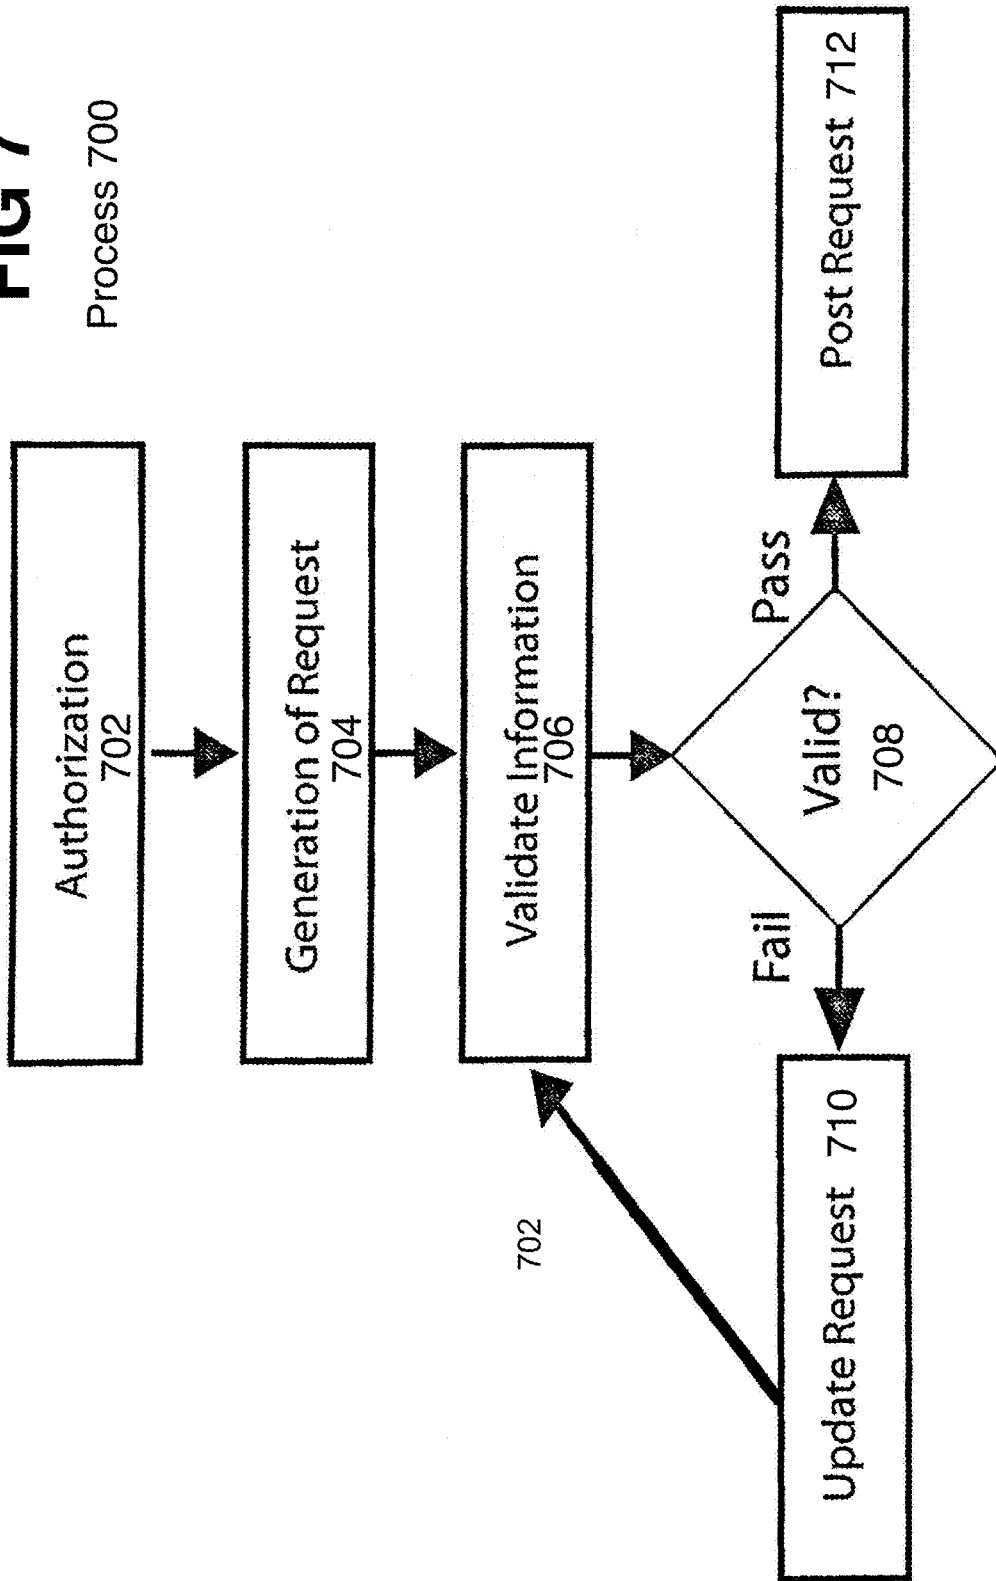 FIG 7
Process 700
Authorization
702
Generation of Request
704
Validate Information
706
Valid?
708
Fail
Pass
Update Request 710
Post Request 712
702